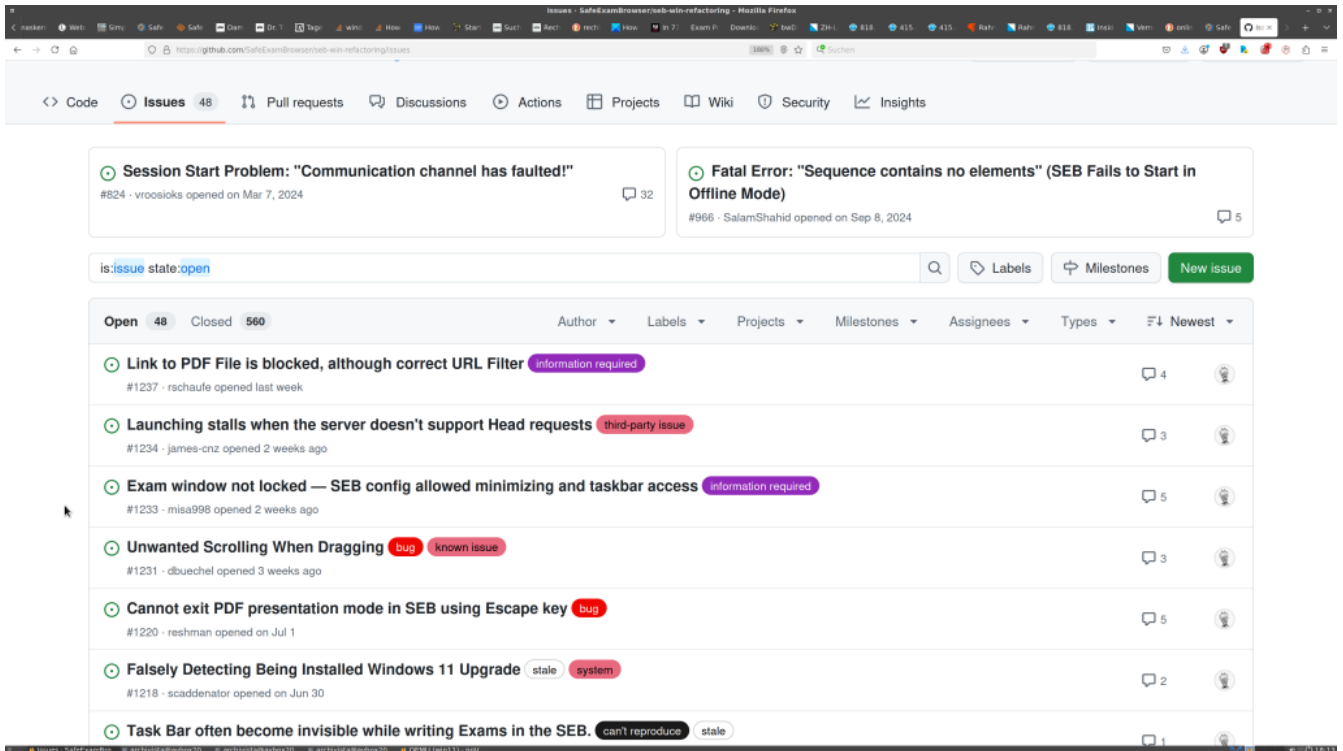 Issues · SafeExamBrowser/seb-win-refactoring - Mozilla Firefox
https://github.com/SafeExamBrowser/seb-win-refactoring/issues
100%
Suchen
Code
Issues 48
Pull requests
Discussions
Actions
Projects
Wiki
Security
Insights
Session Start Problem: "Communication channel has faulted!"
#824 · vroosioks opened on Mar 7, 2024
32
Fatal Error: "Sequence contains no elements" (SEB Fails to Start in
Offline Mode)
#966 · SalamShahid opened on Sep 8, 2024
5
is:issue state:open
Labels
Milestones
New issue
Open 48 Closed 560
Author
Labels
Projects
Milestones
Assignees
Types
Newest
Link to PDF File is blocked, although correct URL Filter information required
#1237 · rschaufe opened last week
4
Launching stalls when the server doesn't support Head requests third-party issue
#1234 · james-cnz opened 2 weeks ago
3
Exam window not locked — SEB config allowed minimizing and taskbar access information required
#1233 · misa998 opened 2 weeks ago
5
Unwanted Scrolling When Dragging bug known issue
#1231 · dbuechel opened 3 weeks ago
3
Cannot exit PDF presentation mode in SEB using Escape key bug
#1220 · reshman opened on Jul 1
5
Falsely Detecting Being Installed Windows 11 Upgrade stale system
#1218 · scaddenator opened on Jun 30
2
Task Bar often become invisible while writing Exams in the SEB. can't reproduce stale
1